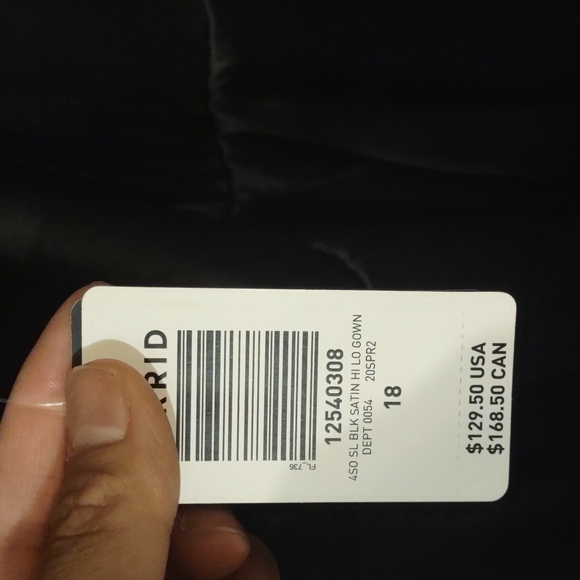 12540308
4SO SL BLK SATIN HI LO GOWN
DEPT 0054 20SPR2
18
FL_736
$129.50 USA
$168.50 CAN